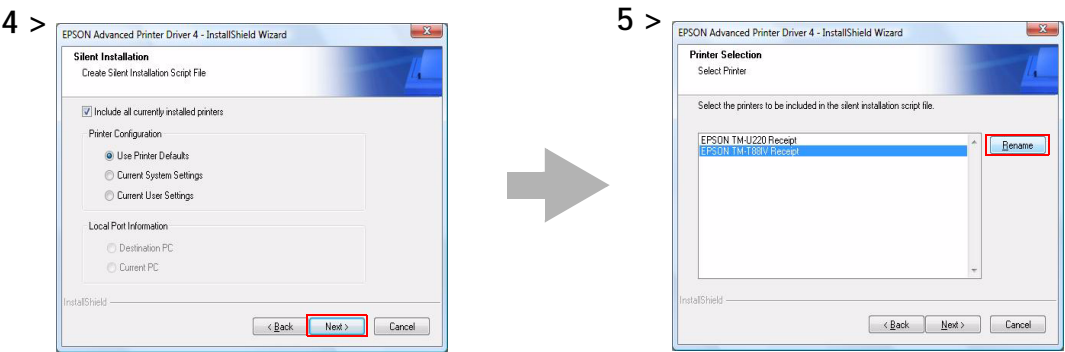 4 >
EPSON Advanced Printer Driver 4 - InstallShield Wizard
Silent Installation
Create Silent Installation Script File
Include all currently installed printers
Printer Configuration
Use Printer Defaults
Current System Settings
Current User Settings
Local Port Information
Destination PC
Current PC
InstallShield
< Back
Next >
Cancel
5 >
EPSON Advanced Printer Driver 4 - InstallShield Wizard
Printer Selection
Select Printer
Select the printers to be included in the silent installation script file.
EPSON TM-U220 Receipt
EPSON TM-T88IV Receipt
Rename
InstallShield
< Back
Next >
Cancel